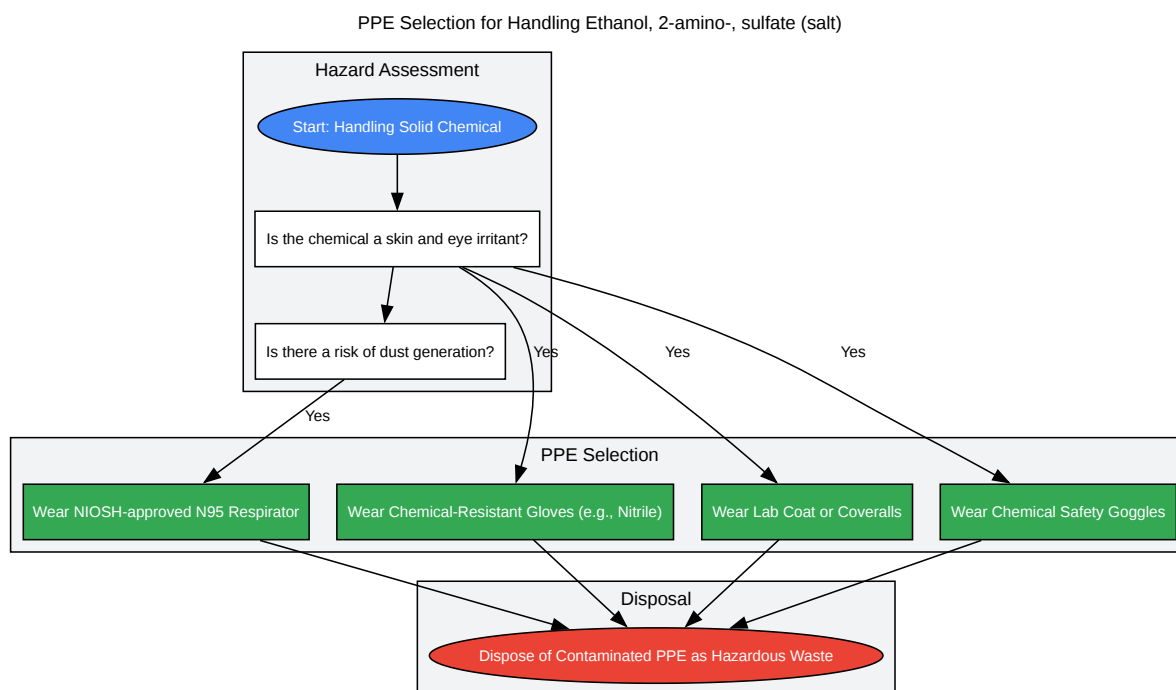 PPE Selection for Handling Ethanol, 2-amino-, sulfate (salt)
Hazard Assessment
Start: Handling Solid Chemical
Is the chemical a skin and eye irritant?
Is there a risk of dust generation?
Yes
Yes
Yes
Yes
PPE Selection
Wear NIOSH-approved N95 Respirator
Wear Chemical-Resistant Gloves (e.g., Nitrile)
Wear Lab Coat or Coveralls
Wear Chemical Safety Goggles
Disposal
Dispose of Contaminated PPE as Hazardous Waste